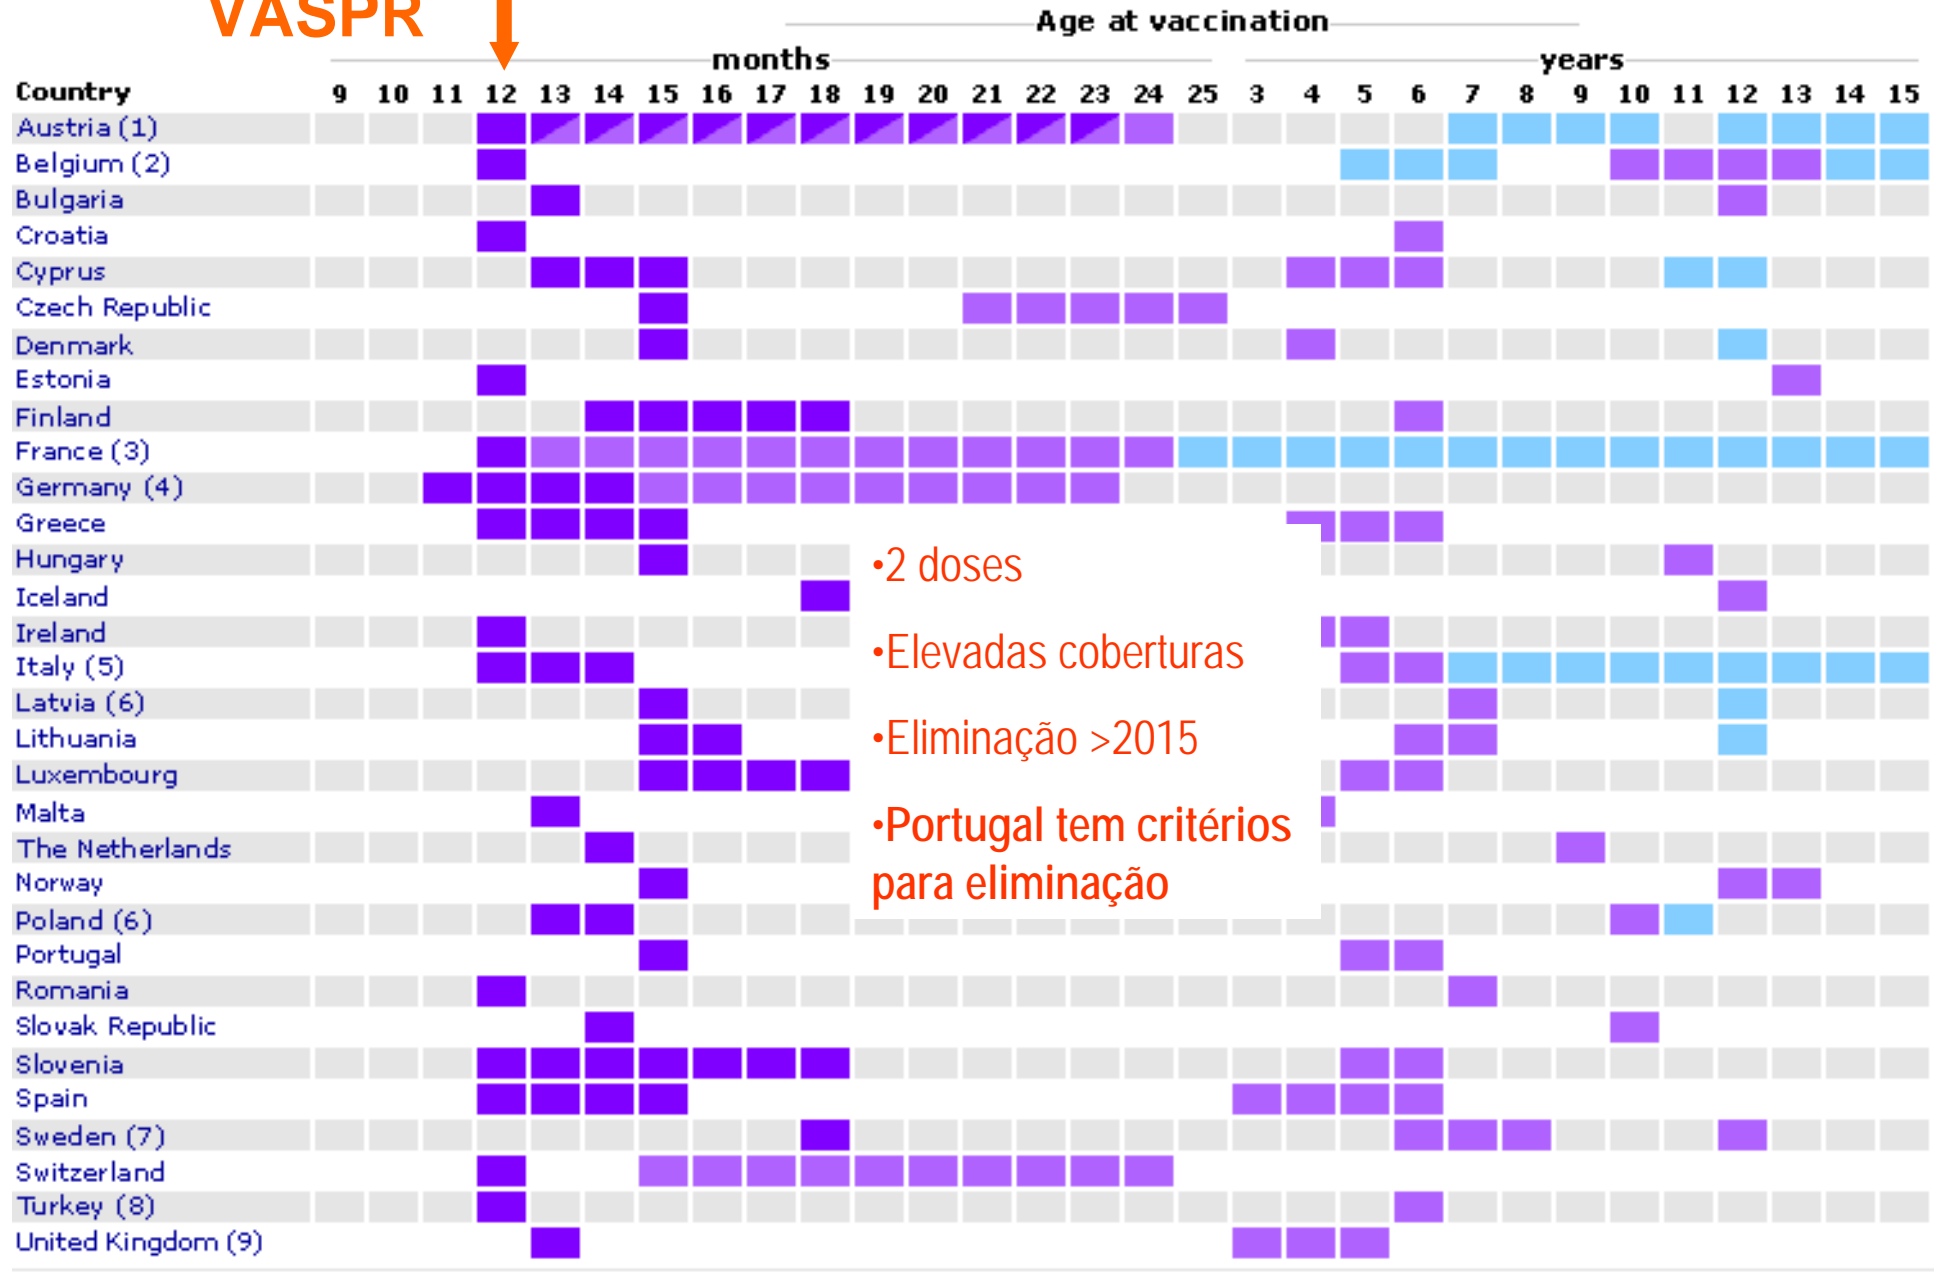 VASPR
Age at vaccination
months years
Country 9 10 11 12 13 14 15 16 17 18 19 20 21 22 23 24 25 3 4 5 6 7 8 9 10 11 12 13 14 15
Austria (1)
Belgium (2)
Bulgaria
Croatia
Cyprus
Czech Republic
Denmark
Estonia
Finland
France (3)
Germany (4)
Greece
Hungary
Iceland
Ireland
Italy (5)
Latvia (6)
Lithuania
Luxembourg
Malta
The Netherlands
Norway
Poland (6)
Portugal
Romania
Slovak Republic
Slovenia
Spain
Sweden (7)
Switzerland
Turkey (8)
United Kingdom (9)
•2 doses
•Elevadas coberturas
•Eliminação >2015
•Portugal tem critérios
para eliminação